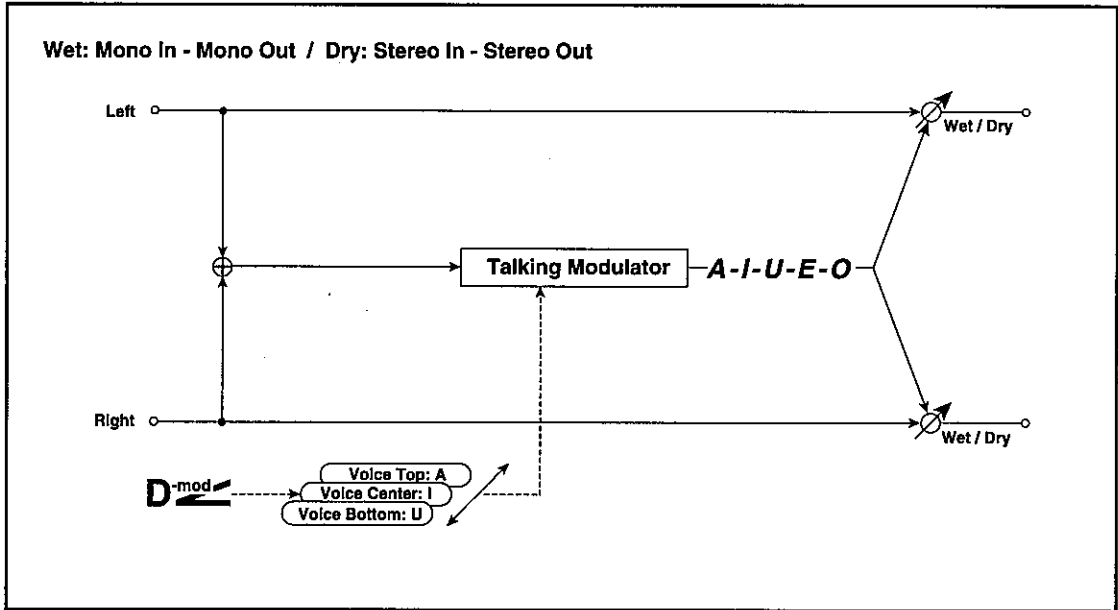 Wet: Mono In - Mono Out / Dry: Stereo In - Stereo Out
Left
Wet / Dry
Talking Modulator
A-I-U-E-O
Right
Wet / Dry
D-mod
Voice Top: A
Voice Center: I
Voice Bottom: U